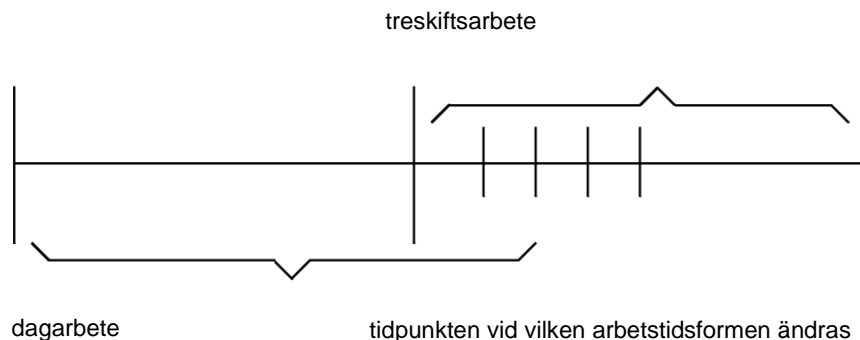 treskiftsarbete
dagarbete
tidpunkten vid vilken arbetstidsformen ändras